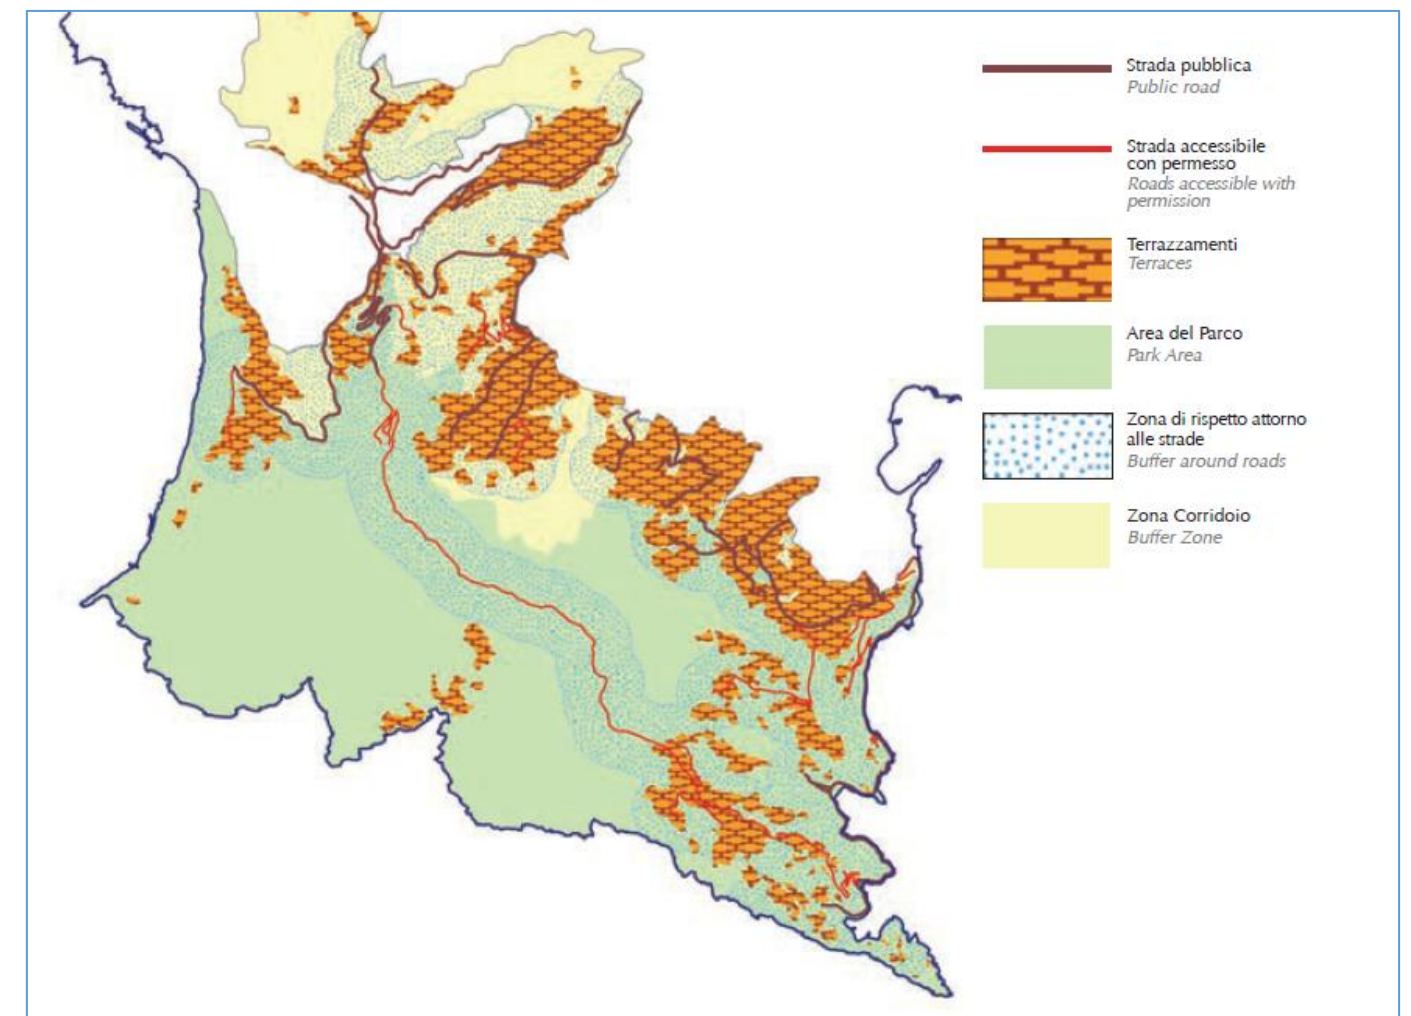 Strada pubblica
Public road
Strada accessibile
con permesso
Roads accessible with
permission
Terrazzamenti
Terraces
Area del Parco
Park Area
Zona di rispetto attorno
alle strade
Buffer around roads
Zona Corridoio
Buffer Zone